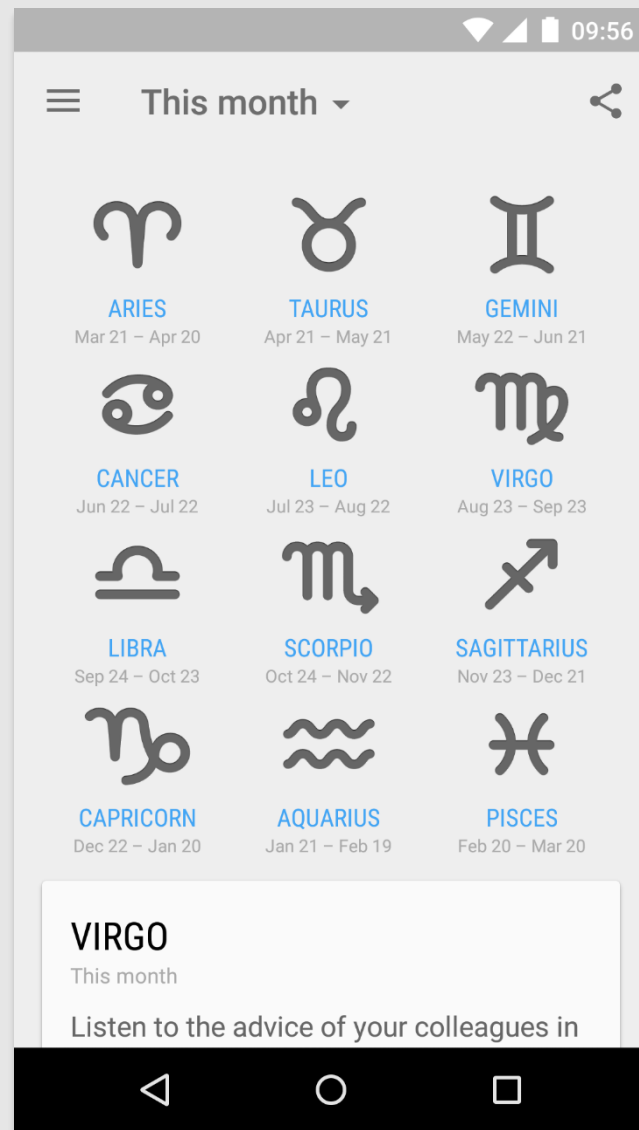 09:56
This month
ARIES TAURUS GEMINI
Mar 21 – Apr 20 Apr 21 – May 21 May 22 – Jun 21
CANCER LEO VIRGO
Jun 22 – Jul 22 Jul 23 – Aug 22 Aug 23 – Sep 23
LIBRA SCORPIO SAGITTARIUS
Sep 24 – Oct 23 Oct 24 – Nov 22 Nov 23 – Dec 21
CAPRICORN AQUARIUS PISCES
Dec 22 – Jan 20 Jan 21 – Feb 19 Feb 20 – Mar 20
VIRGO
This month
Listen to the advice of your colleagues in